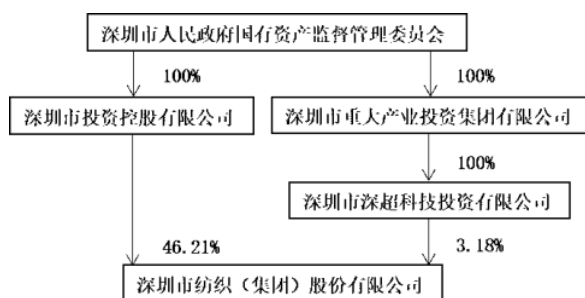 深圳市人民政府国有资产监督管理委员会
100% 100%
深圳市投资控股有限公司 深圳市重大产业投资集团有限公司
100%
深圳市深超科技投资有限公司
46.21% 3.18%
深圳市纺织（集团）股份有限公司